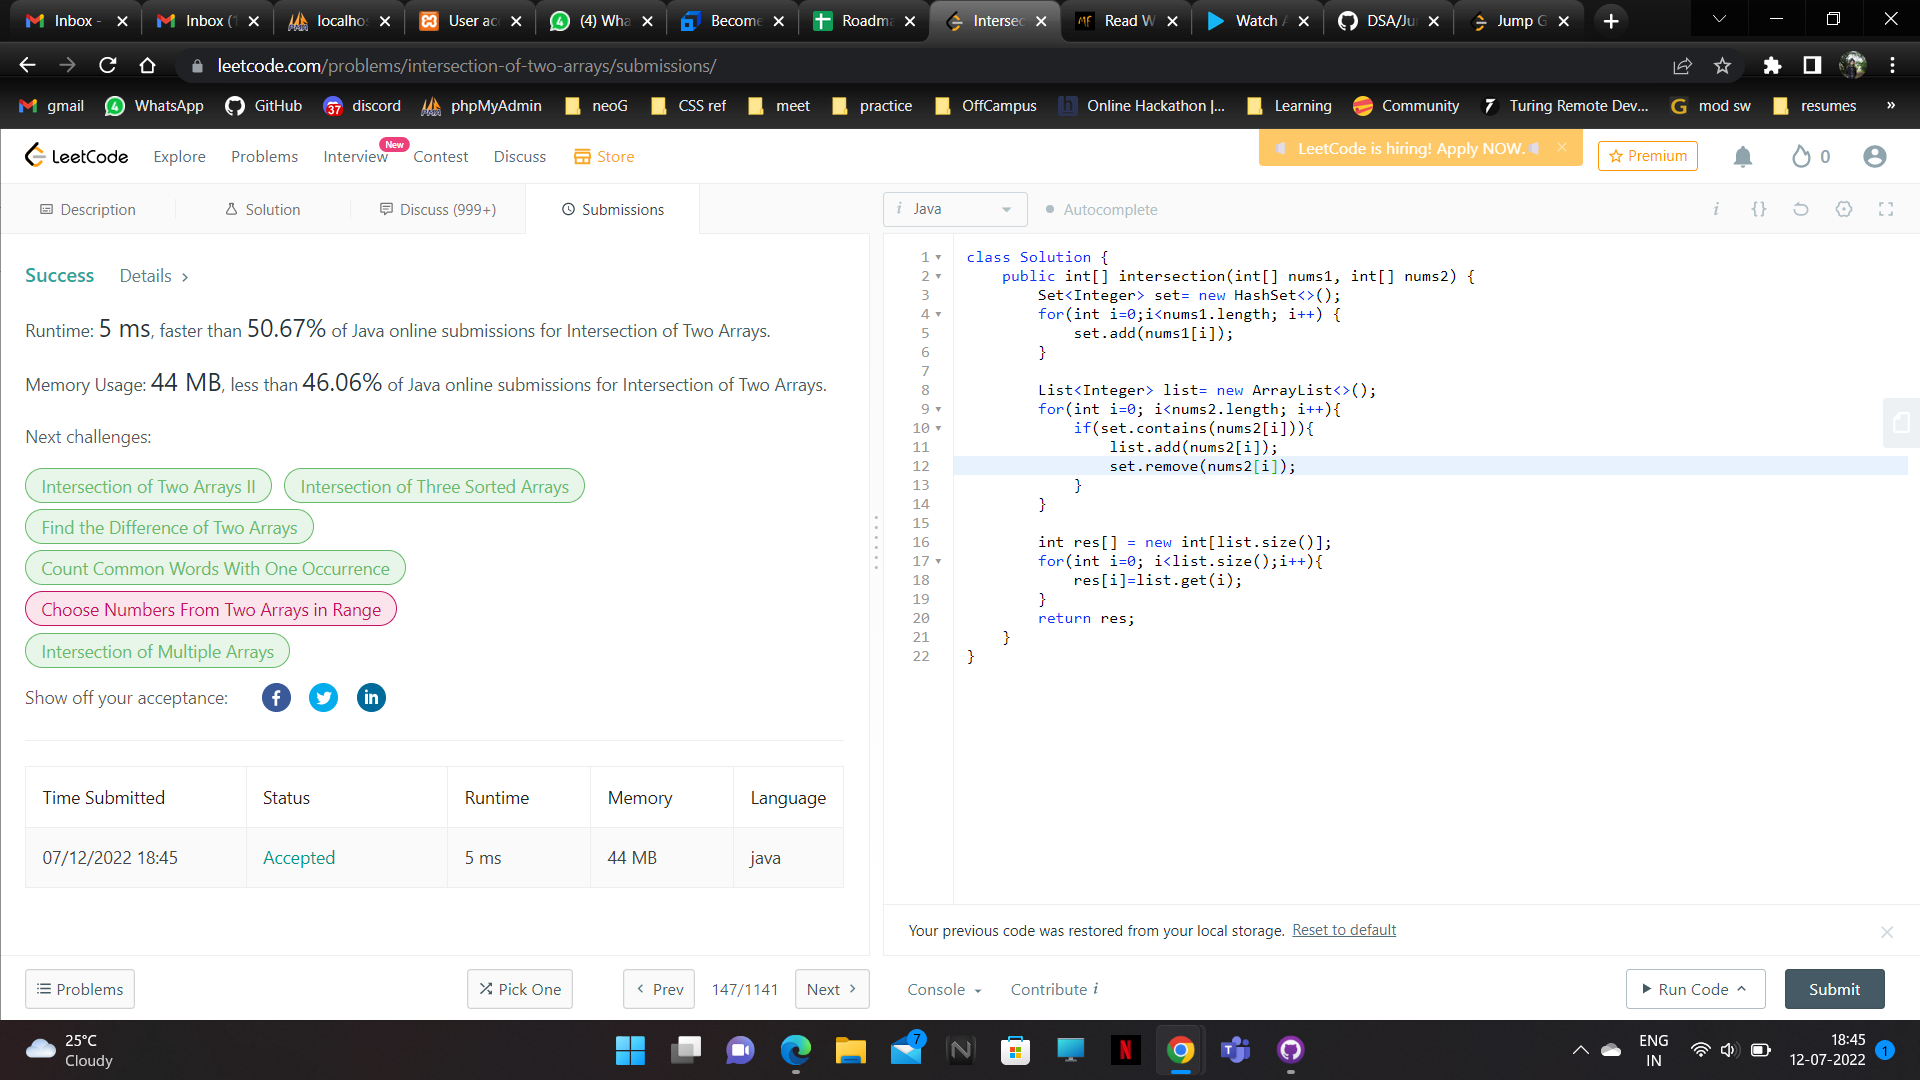 Inbox -
Inbox (1
localhos
User acc
(4) Wha
Become
Roadma
Intersec
Read W
Watch A
DSA/Ju
Jump G
leetcode.com/problems/intersection-of-two-arrays/submissions/
gmail
WhatsApp
GitHub
37
discord
phpMyAdmin
neoG
CSS ref
meet
practice
OffCampus
h
Online Hackathon |...
Learning
Community
7
Turing Remote Dev...
G
mod sw
resumes
»
LeetCode
Explore
Problems
Interview
New
Contest
Discuss
Store
LeetCode is hiring! Apply NOW.
Premium
0
Description
Solution
Discuss (999+)
Submissions
i Java
Autocomplete
i {}
Success Details >
Runtime: 5 ms, faster than 50.67% of Java online submissions for Intersection of Two Arrays.
Memory Usage: 44 MB, less than 46.06% of Java online submissions for Intersection of Two Arrays.
Next challenges:
Intersection of Two Arrays II
Intersection of Three Sorted Arrays
Find the Difference of Two Arrays
Count Common Words With One Occurrence
Choose Numbers From Two Arrays in Range
Intersection of Multiple Arrays
Show off your acceptance:
Time Submitted Status Runtime Memory Language
07/12/2022 18:45 Accepted 5 ms 44 MB java
1 class Solution {
2 public int[] intersection(int[] nums1, int[] nums2) {
3 Set<Integer> set= new HashSet<>();
4 for(int i=0;i<nums1.length; i++) {
5 set.add(nums1[i]);
6 }
7
8 List<Integer> list= new ArrayList<>();
9 for(int i=0; i<nums2.length; i++){
10 if(set.contains(nums2[i])){
11 list.add(nums2[i]);
12 set.remove(nums2[i]);
13 }
14 }
15
16 int res[] = new int[list.size()];
17 for(int i=0; i<list.size();i++){
18 res[i]=list.get(i);
19 }
20 return res;
21 }
22 }
Your previous code was restored from your local storage. Reset to default
Problems
Pick One
< Prev
147/1141
Next >
Console
Contribute i
Run Code
Submit
25°C
Cloudy
7
N
N
ENG
IN
18:45
12-07-2022
1